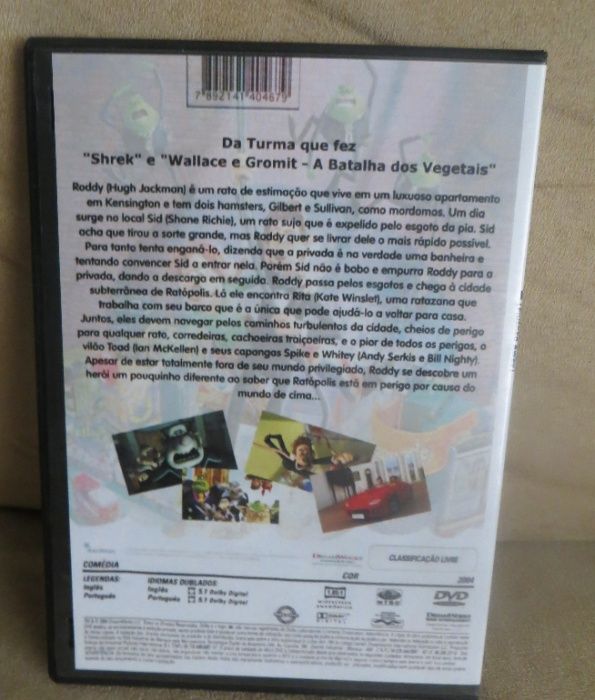 7 892141 404679
Da Turma que fez
"Shrek" e "Wallace e Gromit - A Batalha dos Vegetais"
Roddy (Hugh Jackman) é um rato de estimação que vive em um luxuoso apartamento
em Kensington e tem dois hamsters, Gilbert e Sullivan, como mordomos. Um dia
surge no local Sid (Shane Richie), um rato sujo que é expelido pelo esgoto da pia. Sid
acha que tirou a sorte grande, mas Roddy quer se livrar dele o mais rápido possível.
Para tanto tenta enganá-lo, dizendo que a privada é na verdade uma banheira e
tentando convencer Sid a entrar nela. Porém Sid não é bobo e empurra Roddy para a
privada, dando a descarga em seguida. Roddy passa pelos esgotos e chega à cidade
subterrânea de Ratópolis. Lá ele encontra Rita (Kate Winslet), uma ratazana que
trabalha com seu barco que é a única que pode ajudá-lo a voltar para casa.
Juntos, eles devem navegar pelos caminhos turbulentos da cidade, cheios de perigo
para qualquer rato, corredeiras, cachoeiras traiçoeiras, e o pior de todos os perigos, o
vilão Toad (Ian McKellen) e seus capangas Spike e Whitey (Andy Serkis e Bill Nighty).
Apesar de estar totalmente fora de seu mundo privilegiado, Roddy se descobre um
herói um pouquinho diferente ao saber que Ratópolis está em perigo por causa do
mundo de cima...
CLASSIFICAÇÃO LIVRE
COMÉDIA COR 2004
LEGENDAS: IDIOMAS DUBLADOS:
Inglês Inglês 5.1 Dolby Digital
Português Português 5.1 Dolby Digital
1.85:1
NTSC
DVD
DOLBY DIGITAL